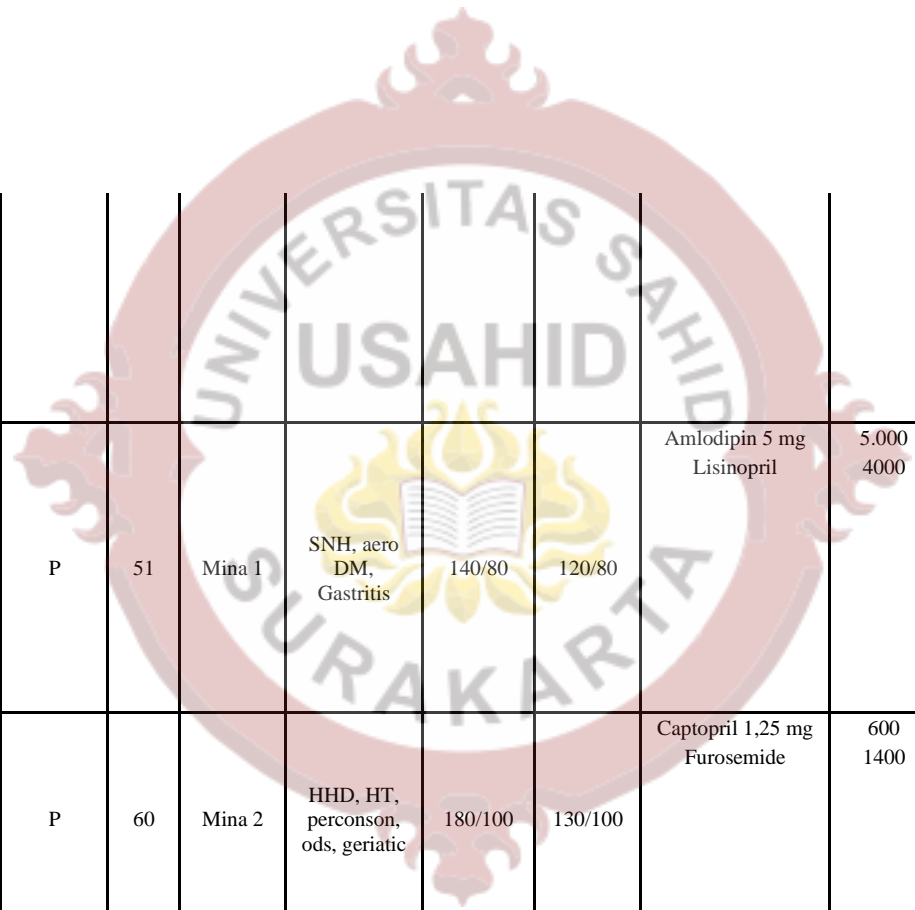 UNIVERSITAS SAHID
USAHID
SURAKARTA
P 51 Mina 1 SNH, aero 140/80 120/80 Amlodipin 5 mg 5.000
DM, Lisinopril 4000
Gastritis
P 60 Mina 2 HHD, HT, 180/100 130/100 Captopril 1,25 mg 600
perconson, Furosemide 1400
ods, geriatic